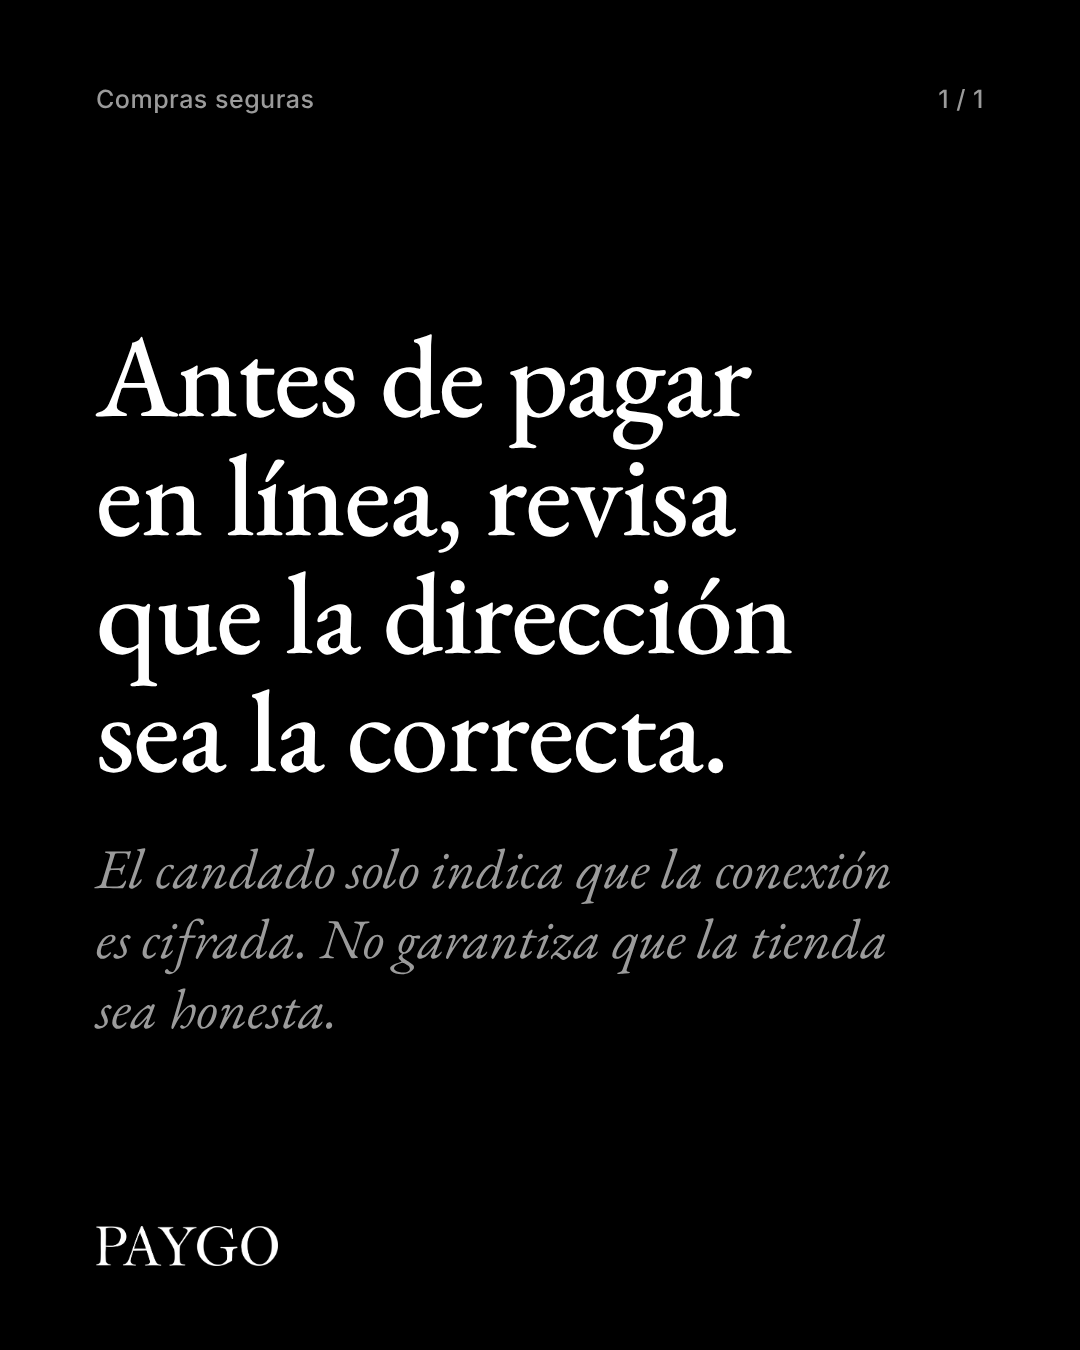 Compras seguras
1 / 1
Antes de pagar
en línea, revisa
que la dirección
sea la correcta.
El candado solo indica que la conexión
es cifrada. No garantiza que la tienda
sea honesta.
PAYGO